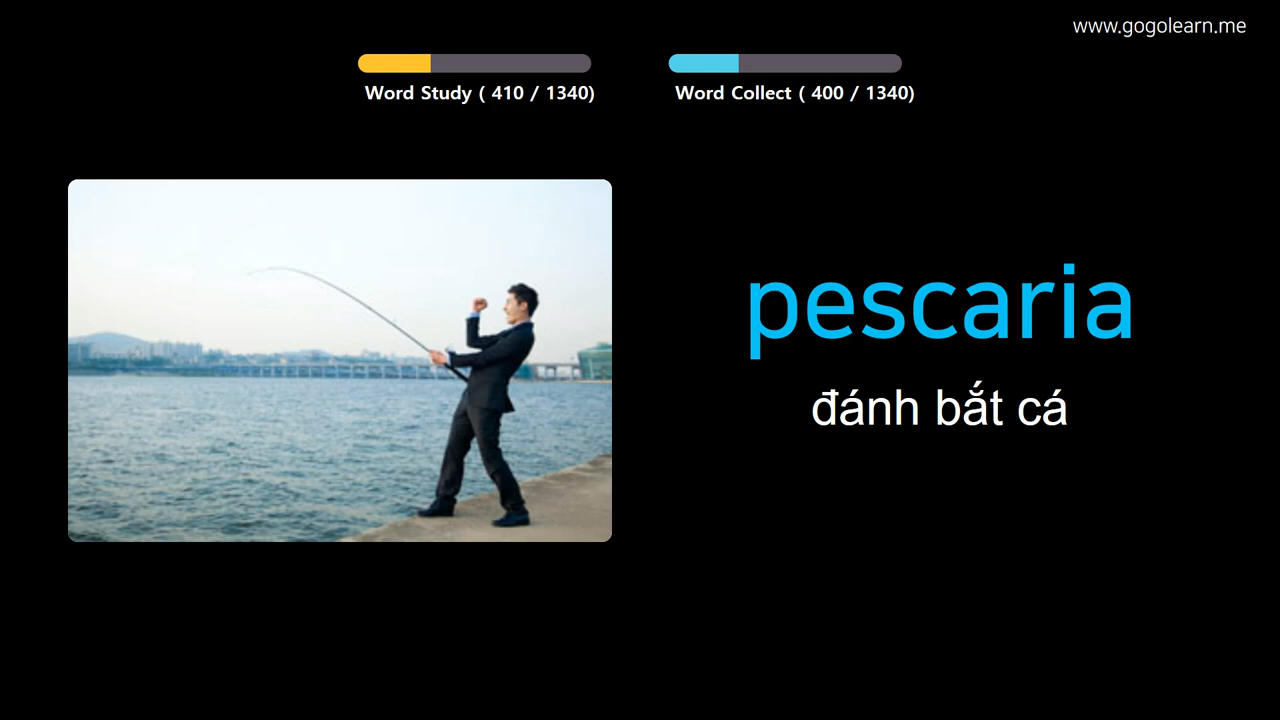 www.gogolearn.me
Word Study ( 410 / 1340)
Word Collect ( 400 / 1340)
pescaria
đánh bắt cá